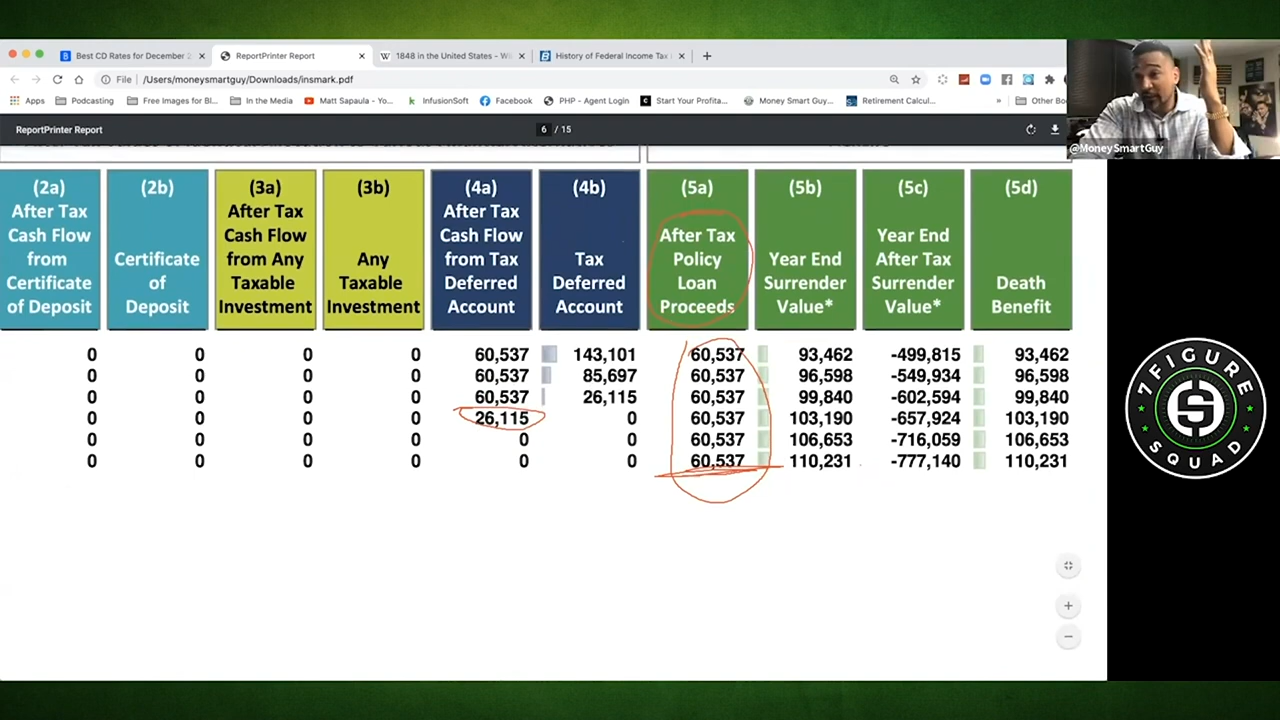 Best CD Rates for December 2
ReportPrinter Report
1848 in the United States - Wi
History of Federal Income Tax
File
/Users/moneysmartguy/Downloads/insmark.pdf
Apps
Podcasting
Free Images for Bl...
In the Media
Matt Sapaula - Yo...
InfusionSoft
Facebook
PHP - Agent Login
Start Your Profita...
Money Smart Guy...
Retirement Calcul...
»
Other Bo
ReportPrinter Report
6 / 15
@MoneySmartGuy
(2a) After Tax Cash Flow from Certificate of Deposit
(2b) Certificate of Deposit
(3a) After Tax Cash Flow from Any Taxable Investment
(3b) Any Taxable Investment
(4a) After Tax Cash Flow from Tax Deferred Account
(4b) Tax Deferred Account
(5a) After Tax Policy Loan Proceeds
(5b) Year End Surrender Value*
(5c) Year End After Tax Surrender Value*
(5d) Death Benefit
0 0 0 0 60,537 143,101 60,537 93,462 -499,815 93,462
0 0 0 0 60,537 85,697 60,537 96,598 -549,934 96,598
0 0 0 0 60,537 26,115 60,537 99,840 -602,594 99,840
0 0 0 0 26,115 0 60,537 103,190 -657,924 103,190
0 0 0 0 0 0 60,537 106,653 -716,059 106,653
0 0 0 0 0 0 60,537 110,231 -777,140 110,231
7FIGURE
SQUAD